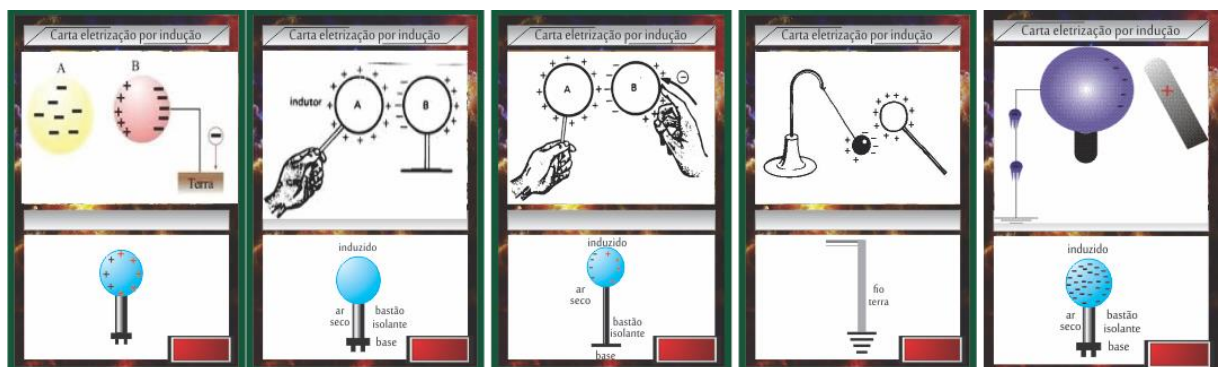 Carta eletrização por indução
A
B
+
+
+
+
+
-
Terra
+ + +
+ +
+
Carta eletrização por indução
indutor
A
B
induzido
ar
seco
bastão
isolante
base
Carta eletrização por indução
A
B
-
induzido
ar
seco
bastão
isolante
base
Carta eletrização por indução
fio
terra
Carta eletrização por indução
+
induzido
ar
seco
bastão
isolante
base